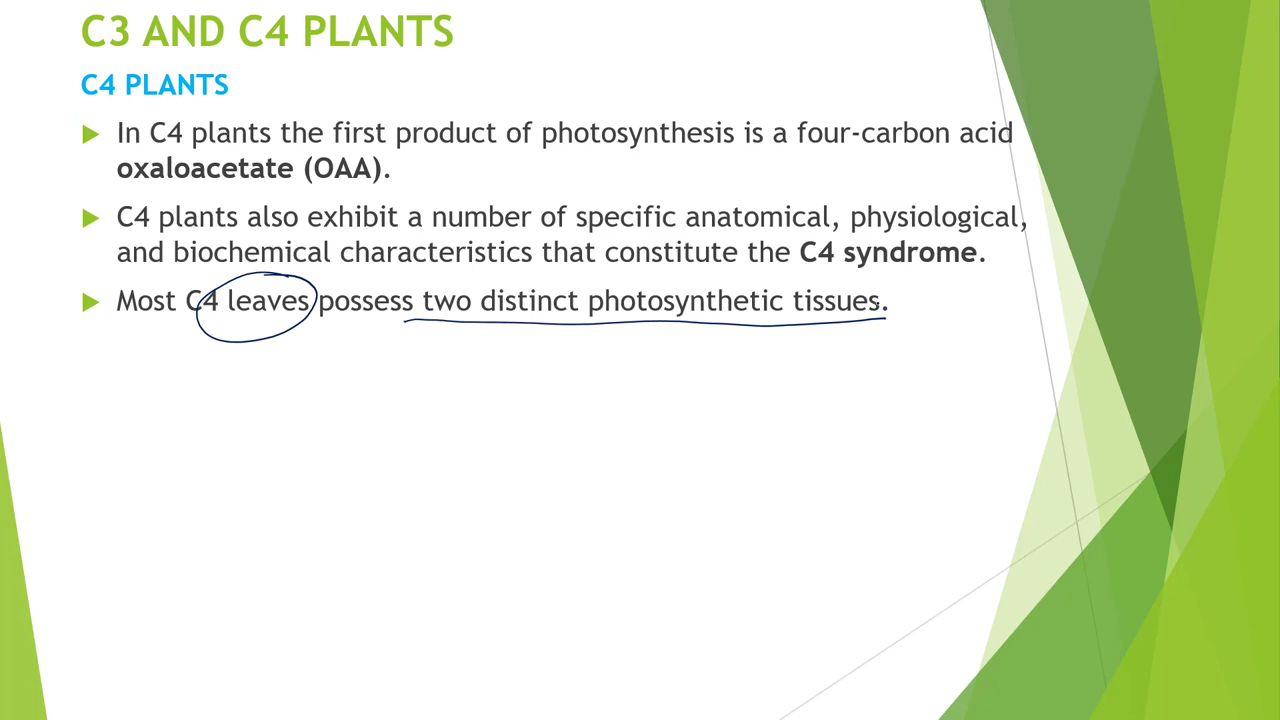 C3 AND C4 PLANTS
C4 PLANTS
In C4 plants the first product of photosynthesis is a four-carbon acid
oxaloacetate (OAA).
C4 plants also exhibit a number of specific anatomical, physiological,
and biochemical characteristics that constitute the C4 syndrome.
Most C4 leaves possess two distinct photosynthetic tissues.